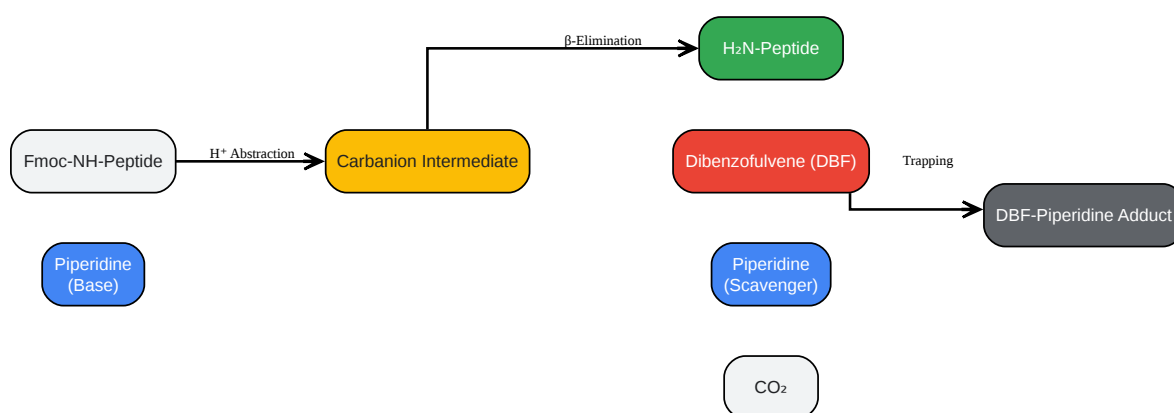 β-Elimination
H₂N-Peptide
Fmoc-NH-Peptide
H⁺ Abstraction
Carbanion Intermediate
Dibenzofulvene (DBF)
Trapping
DBF-Piperidine Adduct
Piperidine
(Base)
Piperidine
(Scavenger)
CO₂